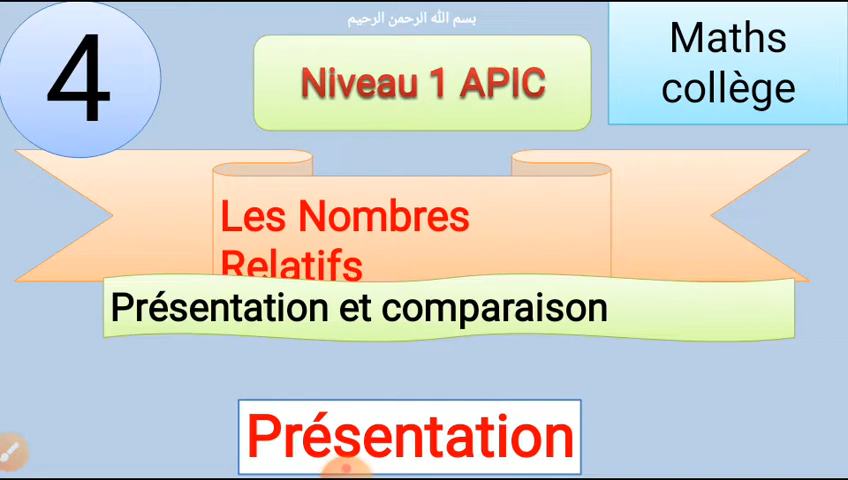 بسم الله الرحمن الرحيم
4
Niveau 1 APIC
Maths
collège
Les Nombres
Relatifs
Présentation et comparaison
Présentation